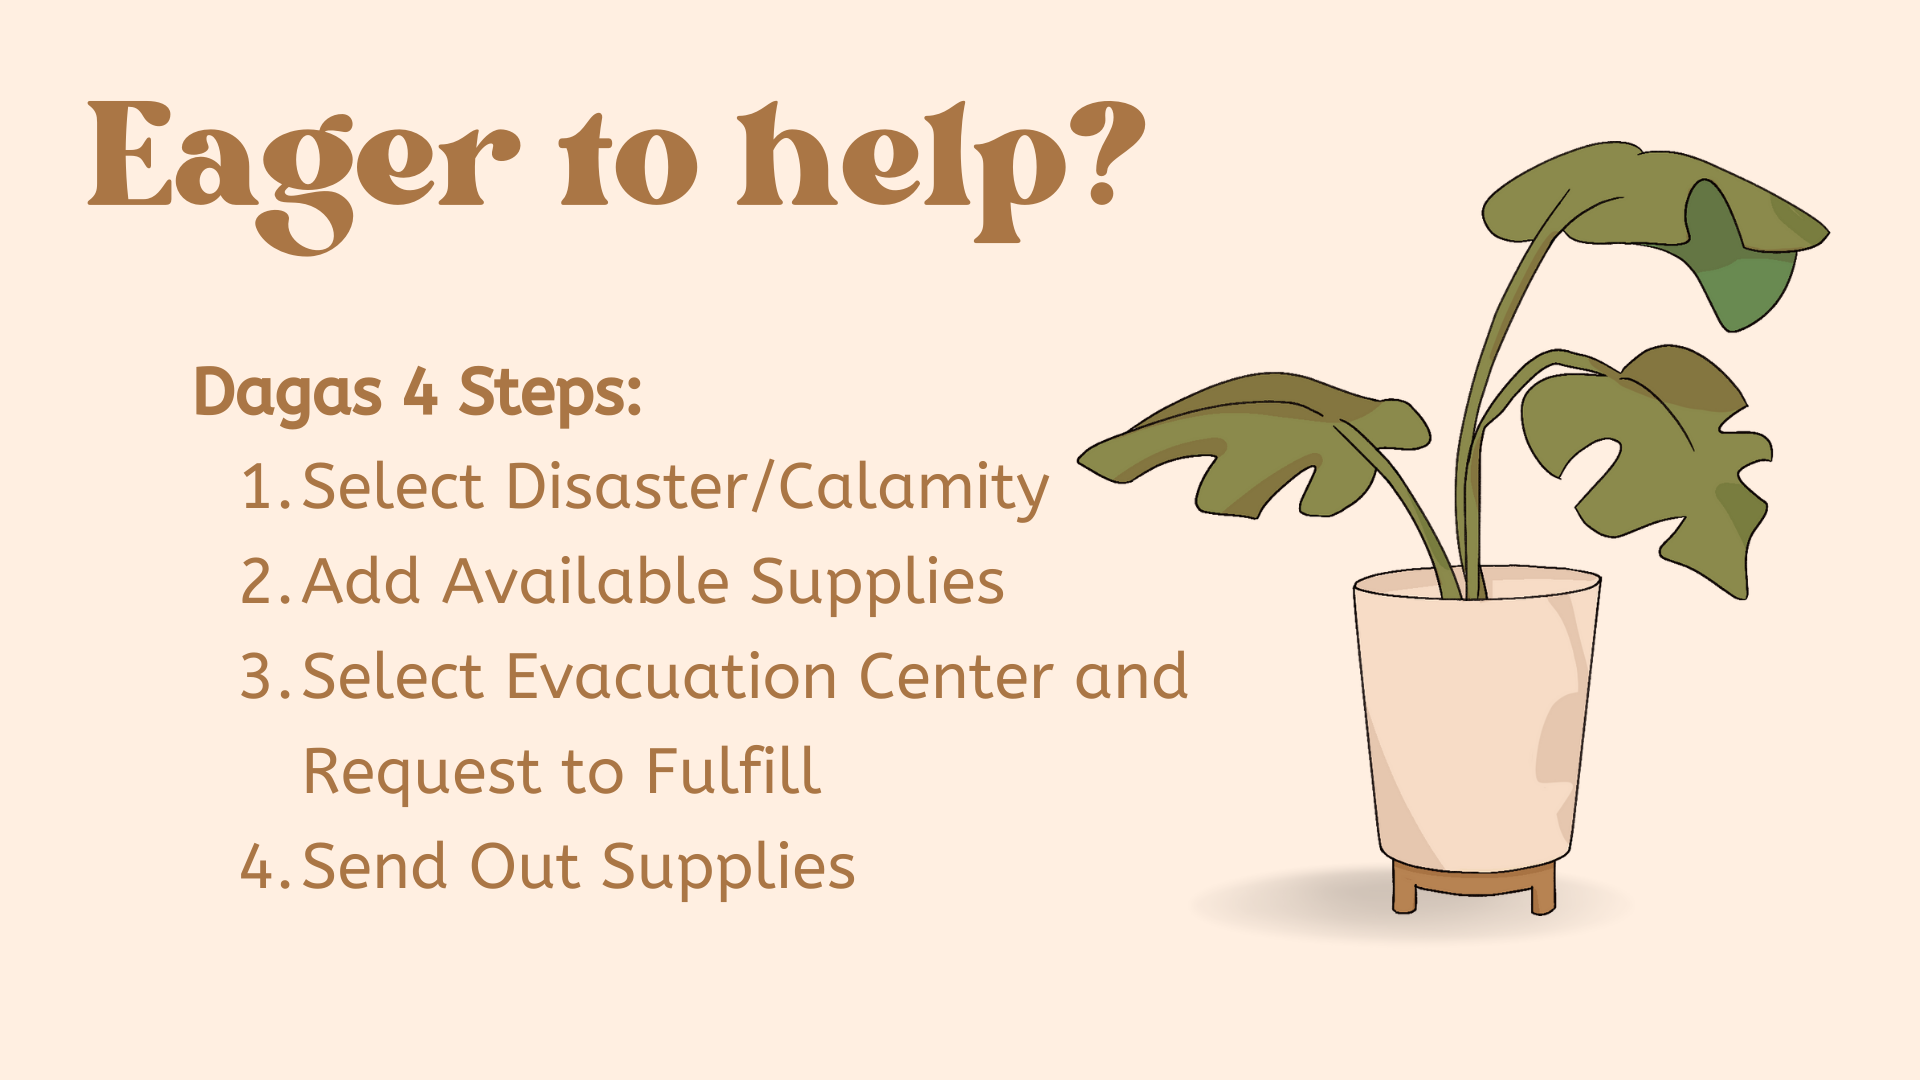 Eager to help?
Dagas 4 Steps:
1. Select Disaster/Calamity
2. Add Available Supplies
3. Select Evacuation Center and
Request to Fulfill
4. Send Out Supplies